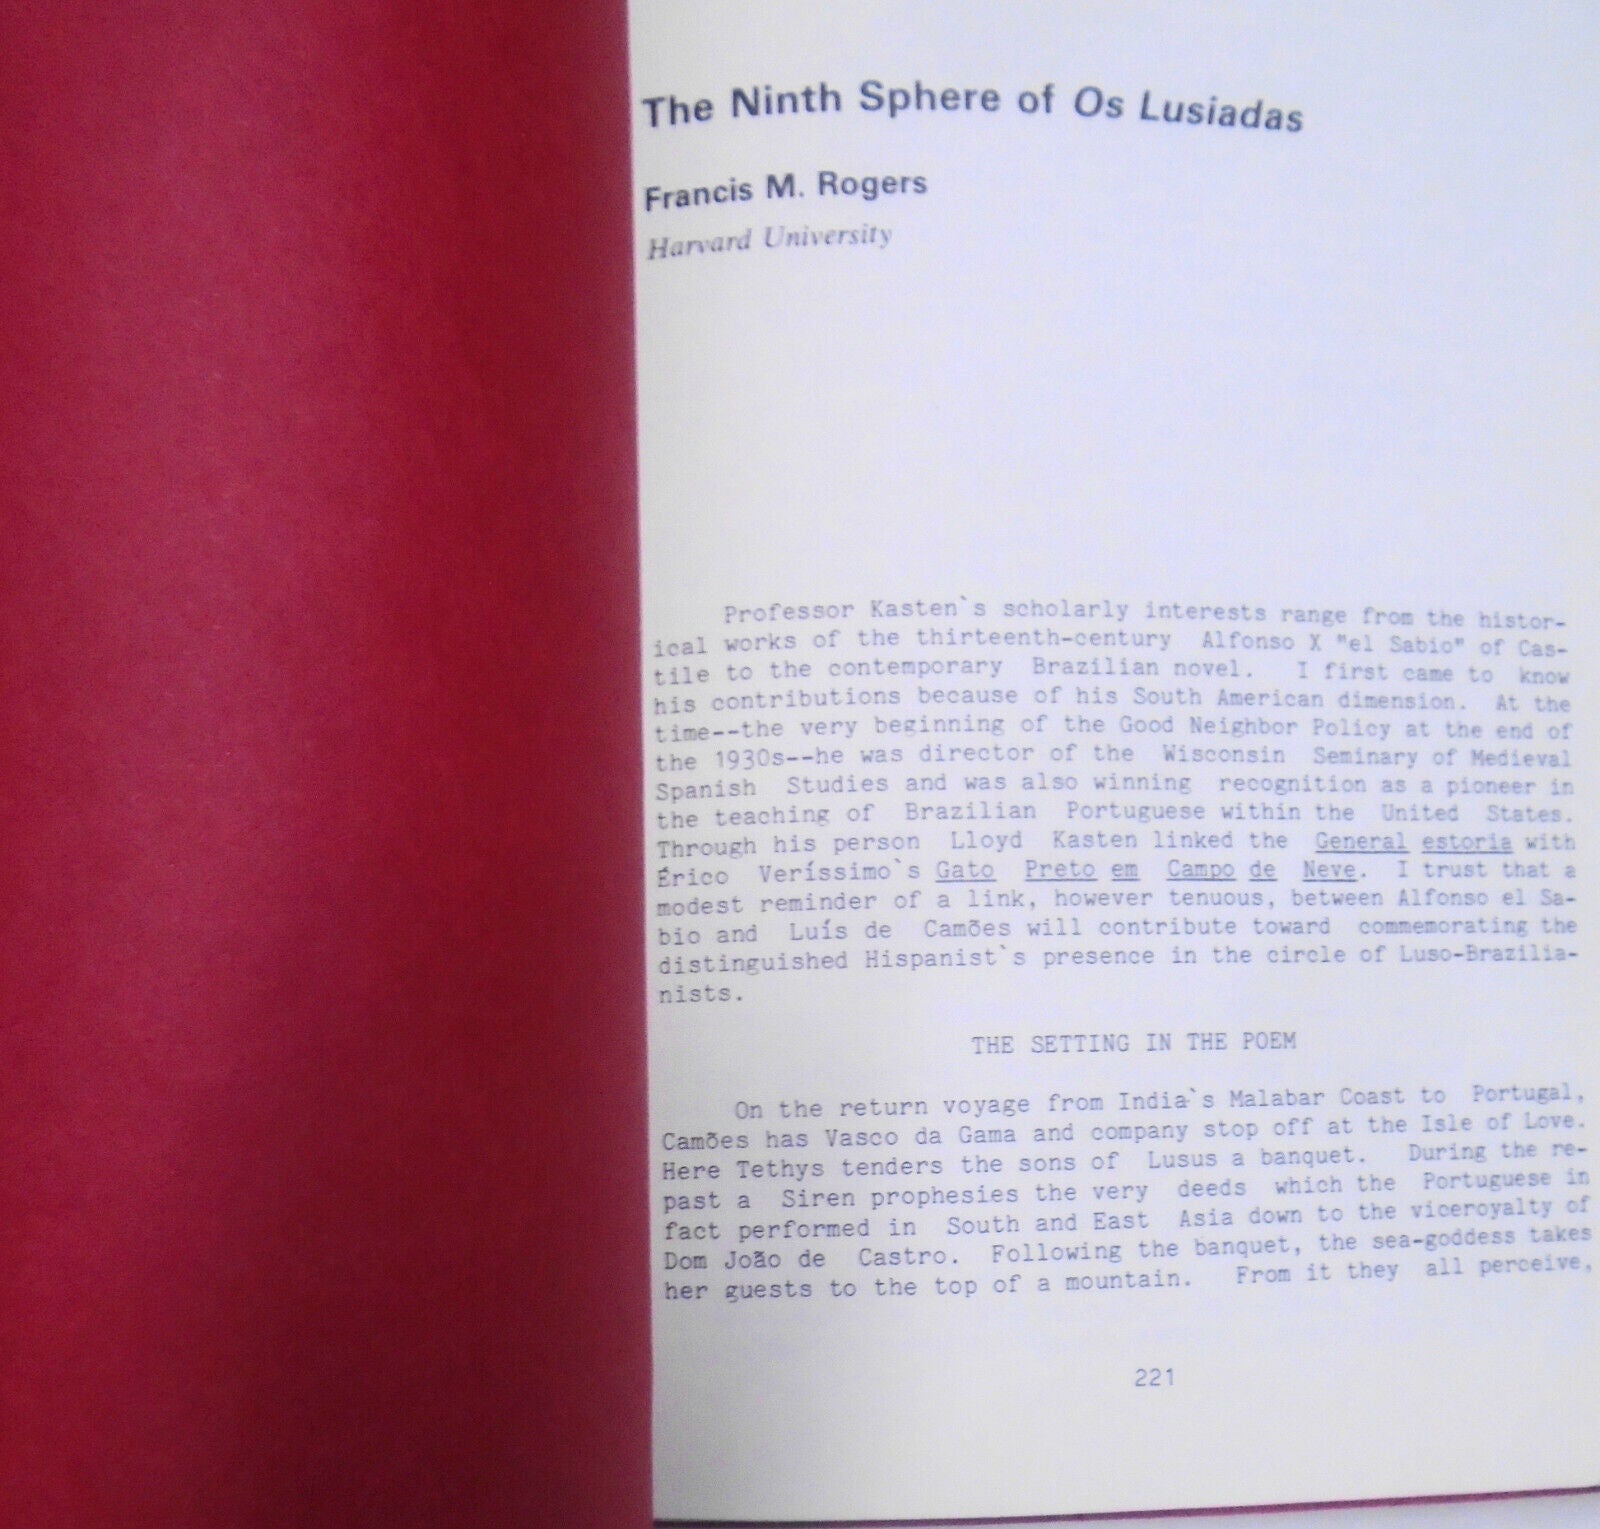 The Ninth Sphere of Os Lusiadas
Francis M. Rogers
Harvard University
Professor Kasten`s scholarly interests range from the histor-
ical works of the thirteenth-century Alfonso X "el Sabio" of Cas-
tile to the contemporary Brazilian novel. I first came to know
his contributions because of his South American dimension. At the
time--the very beginning of the Good Neighbor Policy at the end of
the 1930s--he was director of the Wisconsin Seminary of Medieval
Spanish Studies and was also winning recognition as a pioneer in
the teaching of Brazilian Portuguese within the United States.
Through his person Lloyd Kasten linked the General estoria with
Érico Veríssimo`s Gato Preto em Campo de Neve. I trust that a
modest reminder of a link, however tenuous, between Alfonso el Sa-
bio and Luís de Camões will contribute toward commemorating the
distinguished Hispanist`s presence in the circle of Luso-Brazilia-
nists.
THE SETTING IN THE POEM
On the return voyage from India`s Malabar Coast to Portugal,
Camões has Vasco da Gama and company stop off at the Isle of Love.
Here Tethys tenders the sons of Lusus a banquet. During the re-
past a Siren prophesies the very deeds which the Portuguese in
fact performed in South and East Asia down to the viceroyalty of
Dom João de Castro. Following the banquet, the sea-goddess takes
her guests to the top of a mountain. From it they all perceive,
221